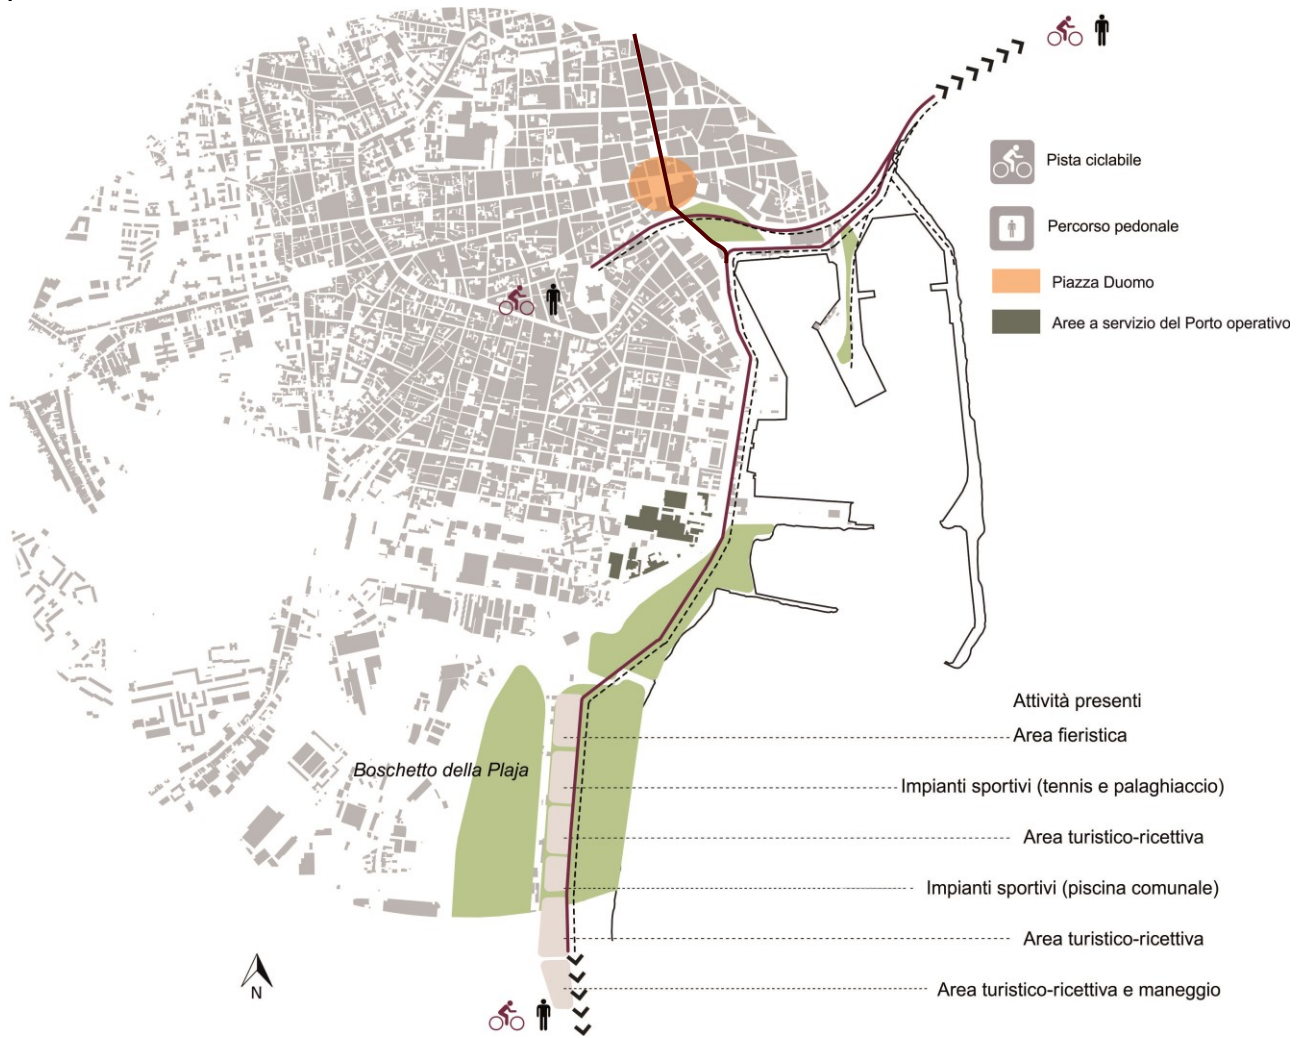 Pista ciclabile
Percorso pedonale
Piazza Duomo
Aree a servizio del Porto operativo
Attività presenti
Area fieristica
Boschetto della Plaja
Impianti sportivi (tennis e palaghiaccio)
Area turistico-ricettiva
Impianti sportivi (piscina comunale)
Area turistico-ricettiva
Area turistico-ricettiva e maneggio
N